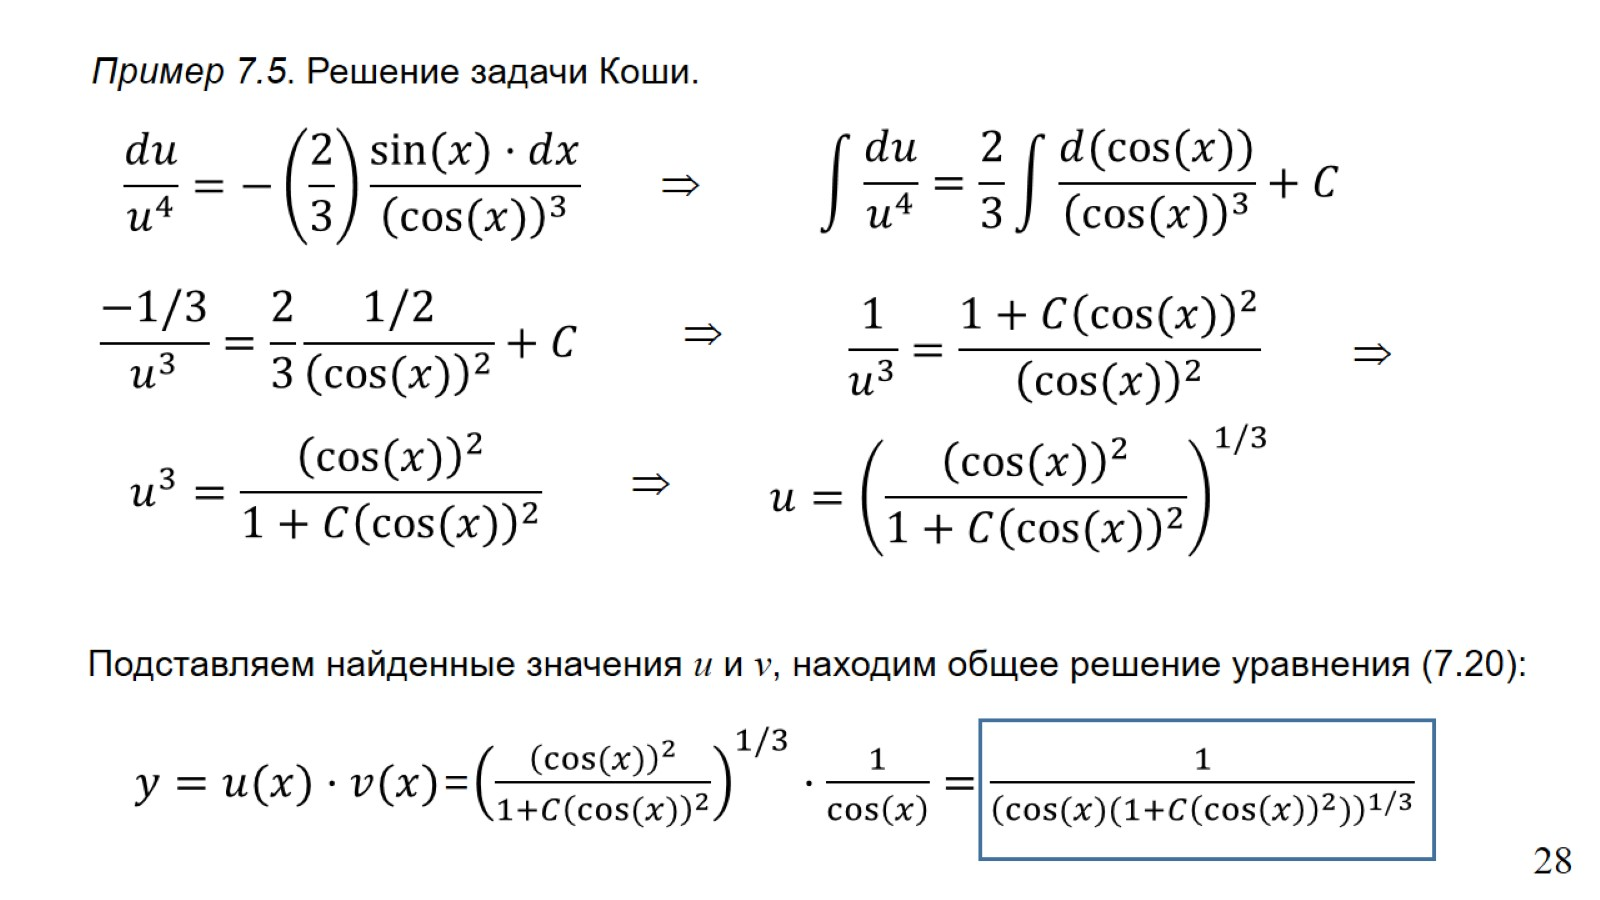 Пример 7.5. Решение задачи Коши.
du/u⁴ = −(2/3) sin(x) · dx/(cos(x))³ ⇒ ∫ du/u⁴ = 2/3 ∫ d(cos(x))/(cos(x))³ + C
−1/3/u³ = 2/3 1/2/(cos(x))² + C ⇒ 1/u³ = 1 + C(cos(x))²/(cos(x))² ⇒
u³ = (cos(x))²/1 + C(cos(x))² ⇒ u = ((cos(x))²/1 + C(cos(x))²)^1/3
Подставляем найденные значения u и v, находим общее решение уравнения (7.20):
y = u(x) · v(x)=((cos(x))²/1+C(cos(x))²)^1/3 · 1/cos(x) = 1/(cos(x)(1+C(cos(x))²))^1/3
28